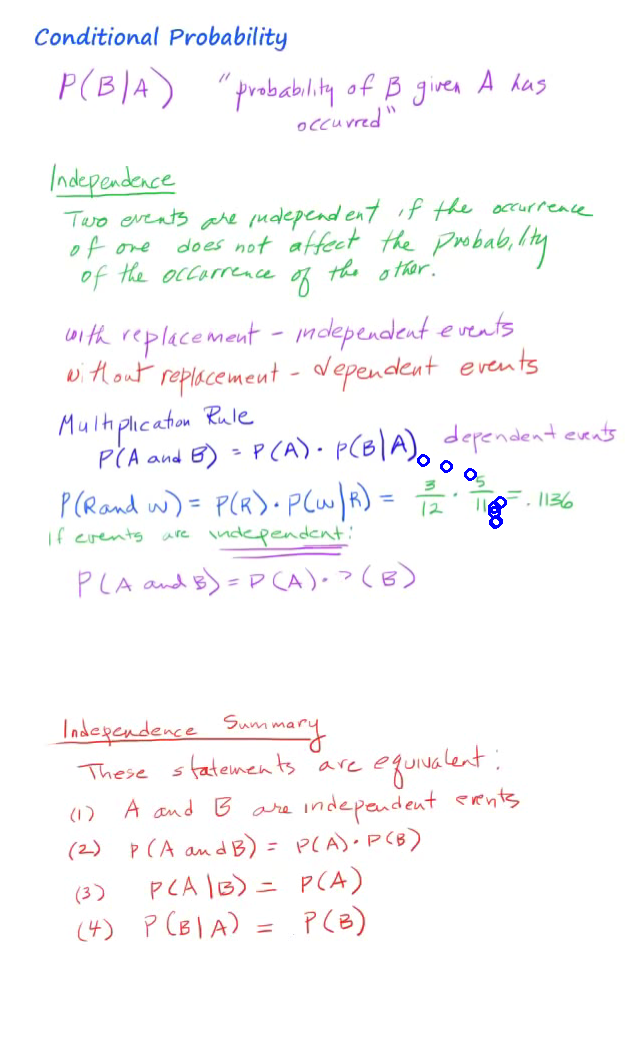 Conditional Probability
P(B|A) "probability of B given A has
occurred"
Independence
Two events are independent if the occurrence
of one does not affect the probability
of the occurrence of the other.
with replacement - independent events
without replacement - dependent events
Multiplication Rule
P(A and B) = P(A) · P(B|A) dependent events
P(R and W) = P(R) · P(W|R) = 3/12 · 5/11 = .1136
if events are independent:
P(A and B) = P(A) · P(B)
Independence Summary
These statements are equivalent:
(1) A and B are independent events
(2) P(A and B) = P(A) · P(B)
(3) P(A|B) = P(A)
(4) P(B|A) = P(B)